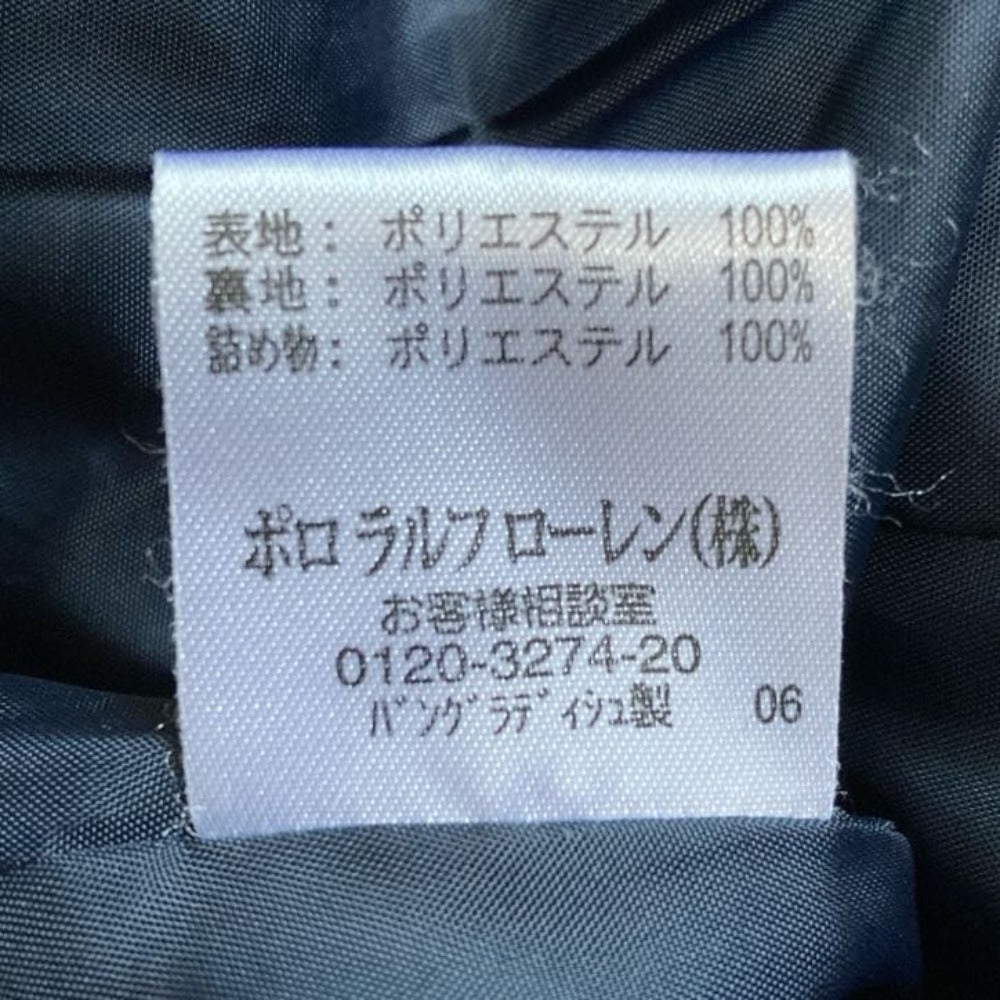 表地： ポリエステル 100%
裏地： ポリエステル 100%
詰め物： ポリエステル 100%
ポロ ラルフ ローレン(株)
お客様相談室
0120-3274-20
ﾊﾞﾝｸﾞﾗﾃﾞｨｼｭ製 06